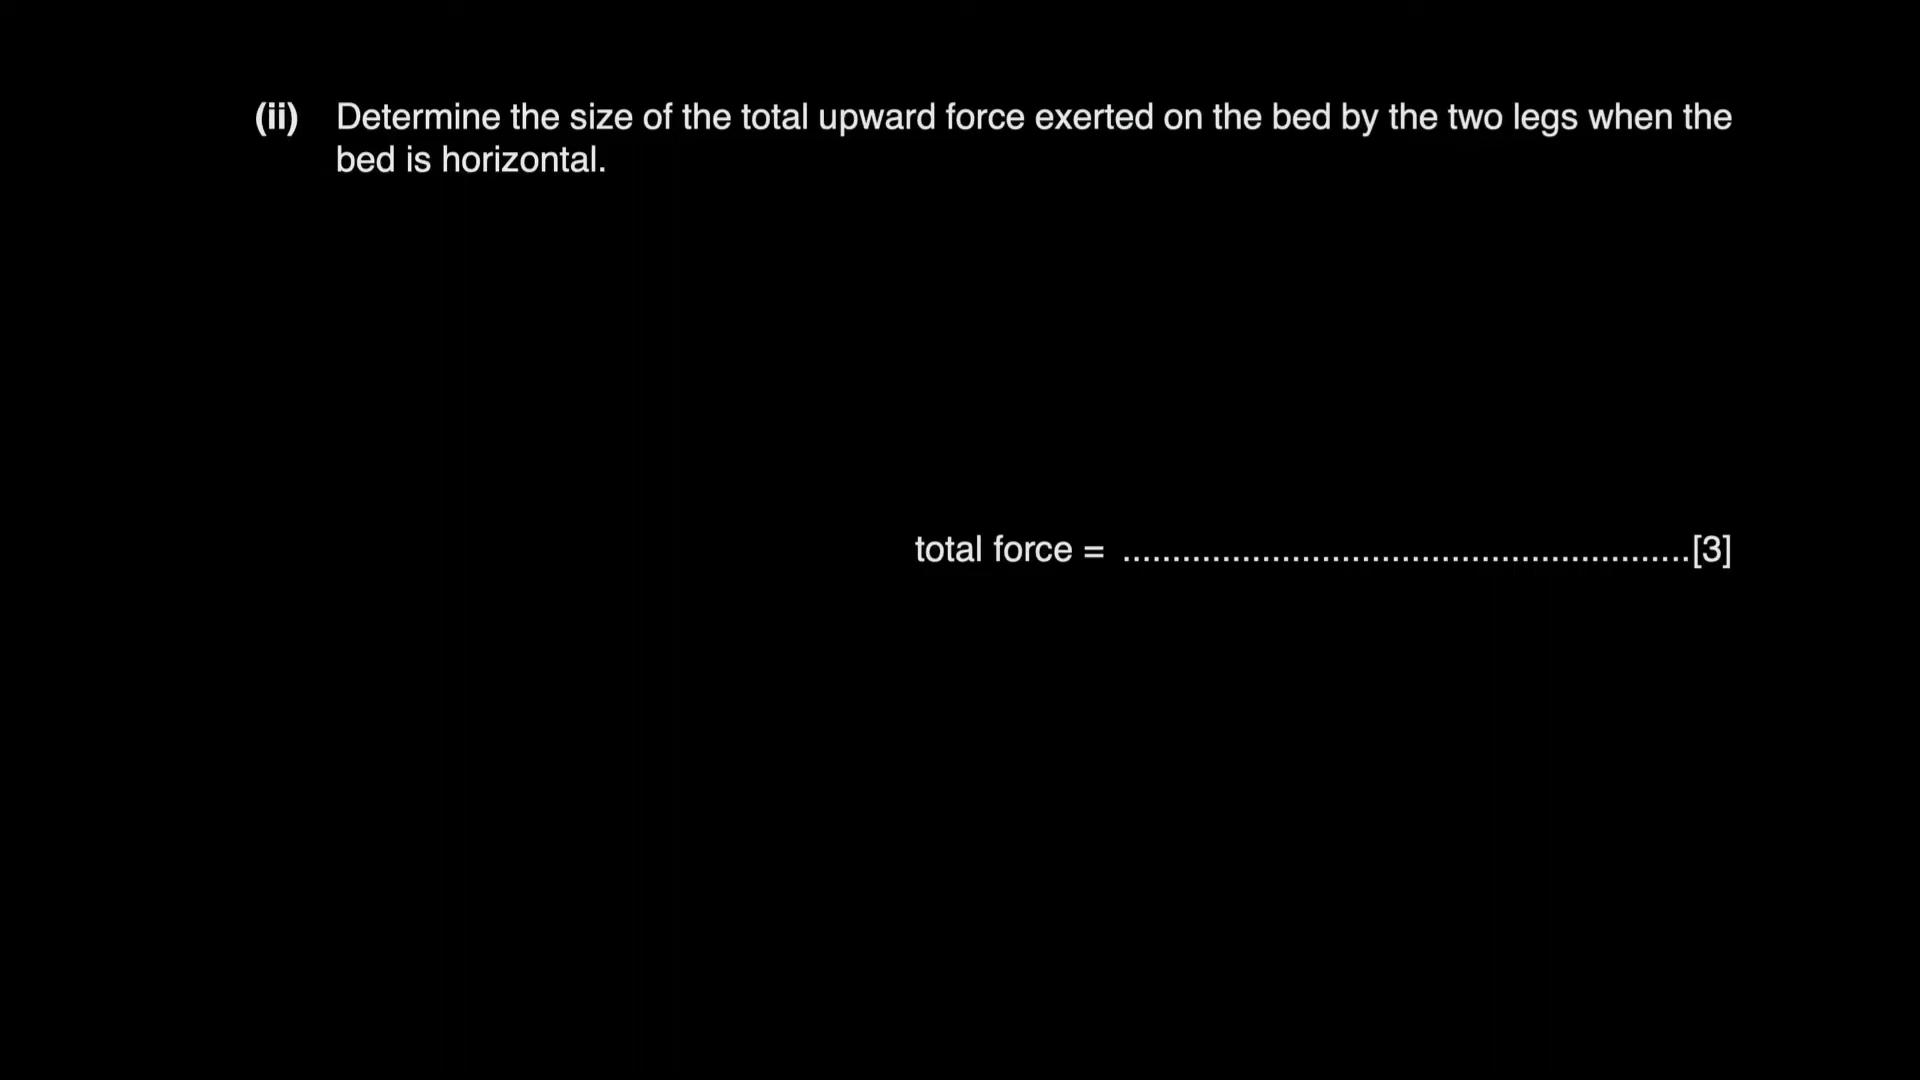 (ii) Determine the size of the total upward force exerted on the bed by the two legs when the
bed is horizontal.
total force = .........................................................[3]